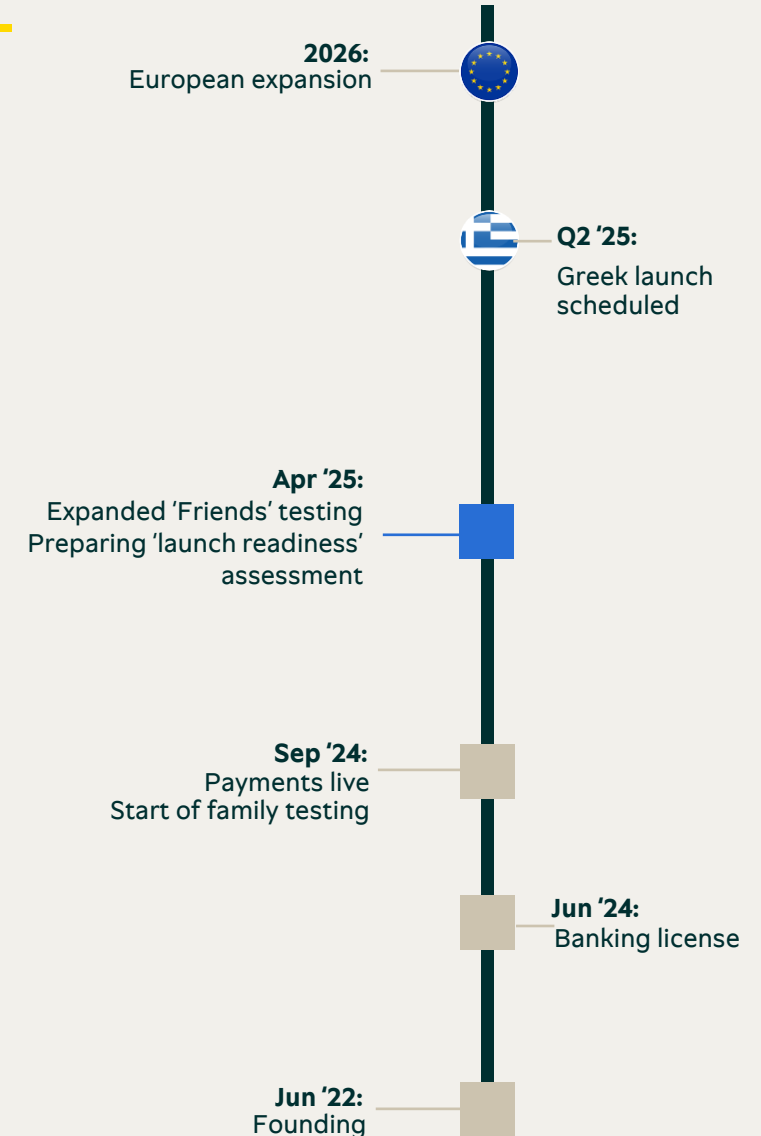 2026:
European expansion
Q2 ‘25:
Greek launch
scheduled
Apr ‘25:
Expanded ‘Friends’ testing
Preparing ‘launch readiness’
assessment
Sep ‘24:
Payments live
Start of family testing
Jun ‘24:
Banking license
Jun ‘22:
Founding